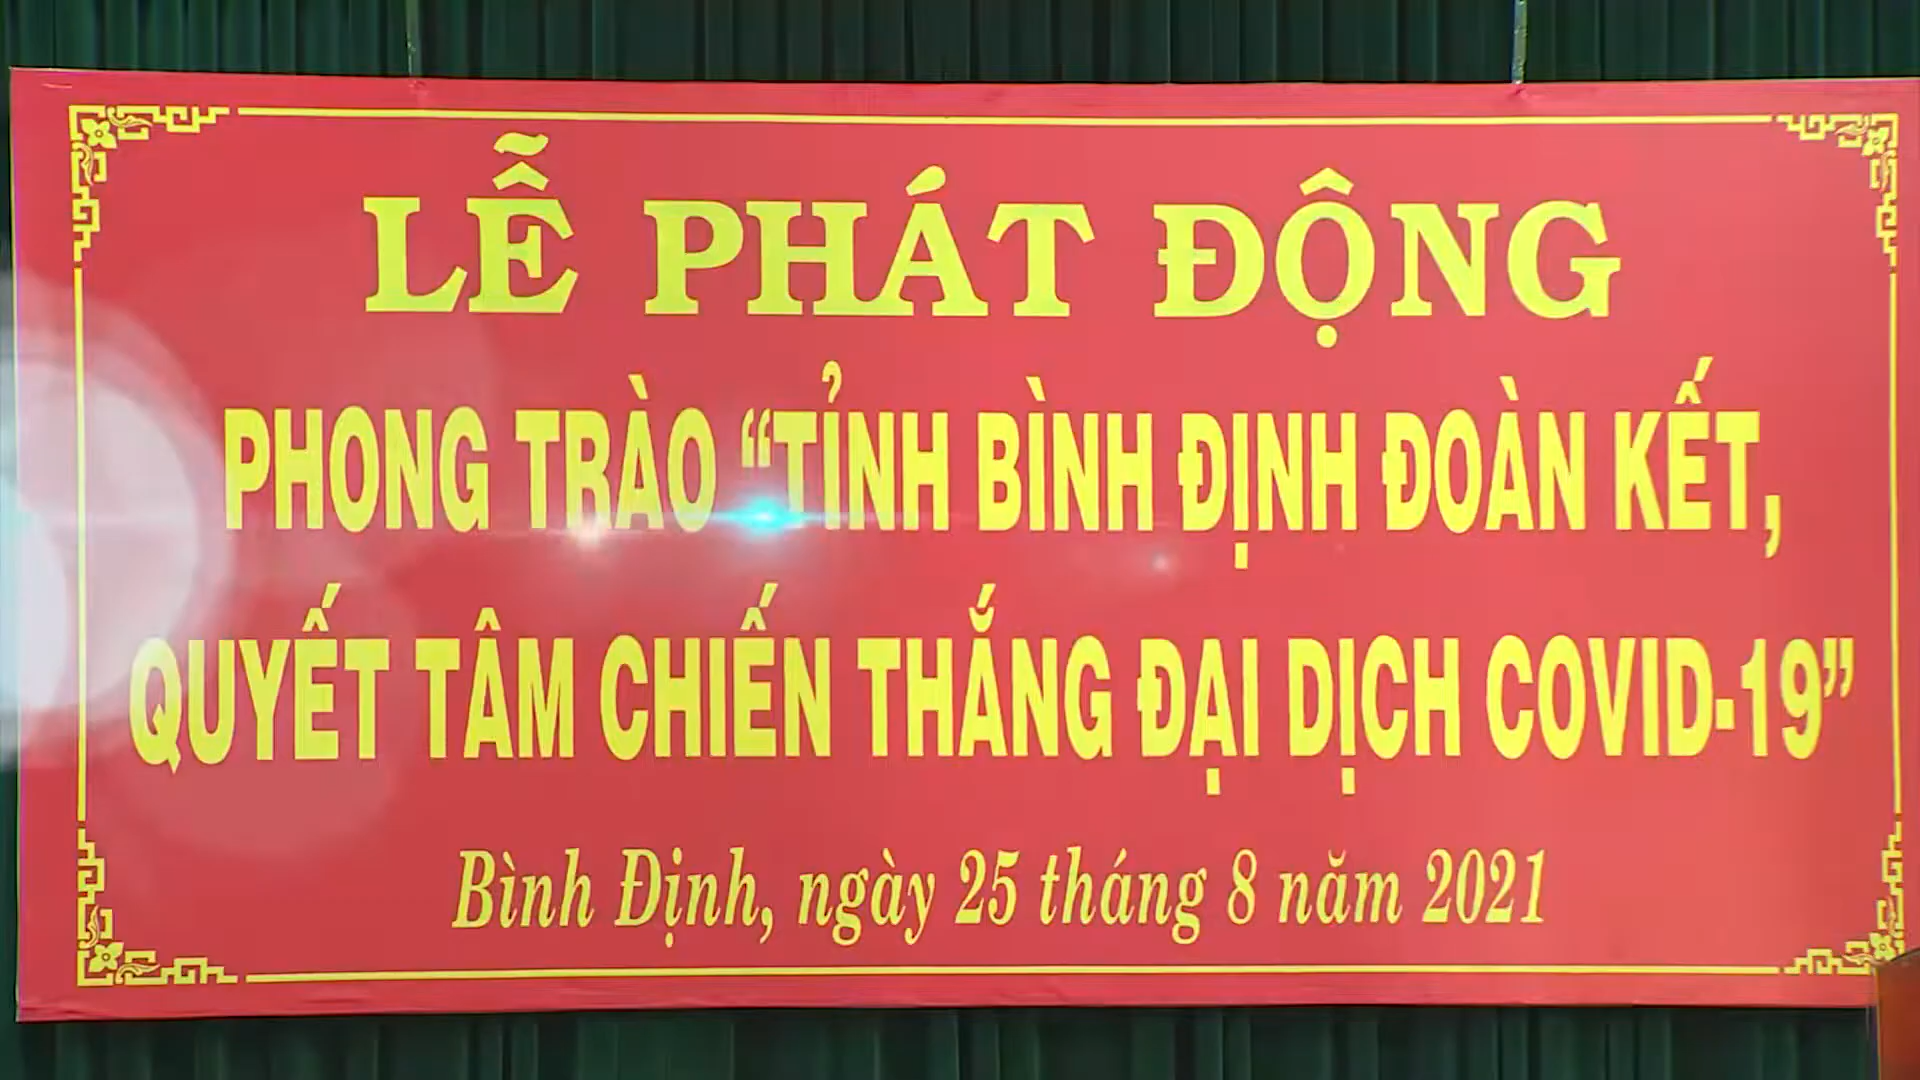 LỄ PHÁT ĐỘNG
PHONG TRÀO “TỈNH BÌNH ĐỊNH ĐOÀN KẾT,
QUYẾT TÂM CHIẾN THẮNG ĐẠI DỊCH COVID-19”
Bình Định, ngày 25 tháng 8 năm 2021